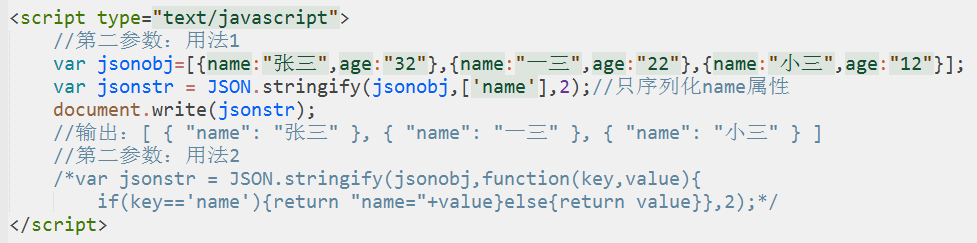 <script type="text/javascript">
//第二参数：用法1
var jsonobj=[{name:"张三",age:"32"},{name:"一三",age:"22"},{name:"小三",age:"12"}];
var jsonstr = JSON.stringify(jsonobj,['name'],2);//只序列化name属性
document.write(jsonstr);
//输出：[ { "name": "张三" }, { "name": "一三" }, { "name": "小三" } ]
//第二参数：用法2
/*var jsonstr = JSON.stringify(jsonobj,function(key,value){
if(key=='name'){return "name="+value}else{return value}},2);*/
</script>